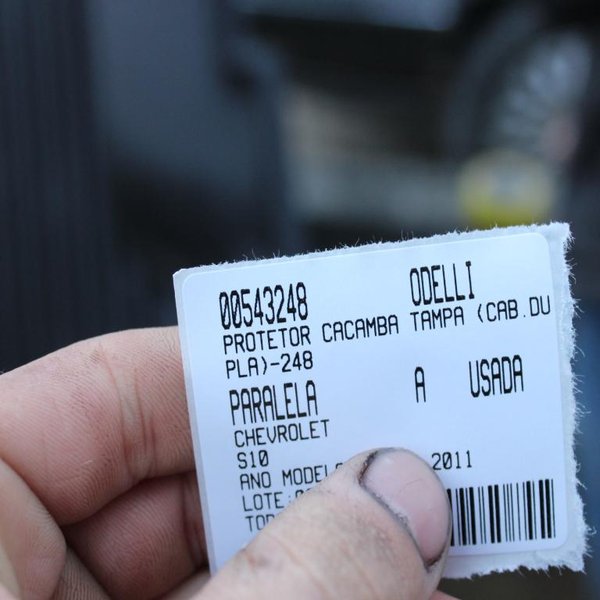 00543248 ODELLI
PROTETOR CACAMBA TAMPA (CAB.DU
PLA)-248
PARALELA A USADA
CHEVROLET
S10
ANO MODELO 2011
LOTE: